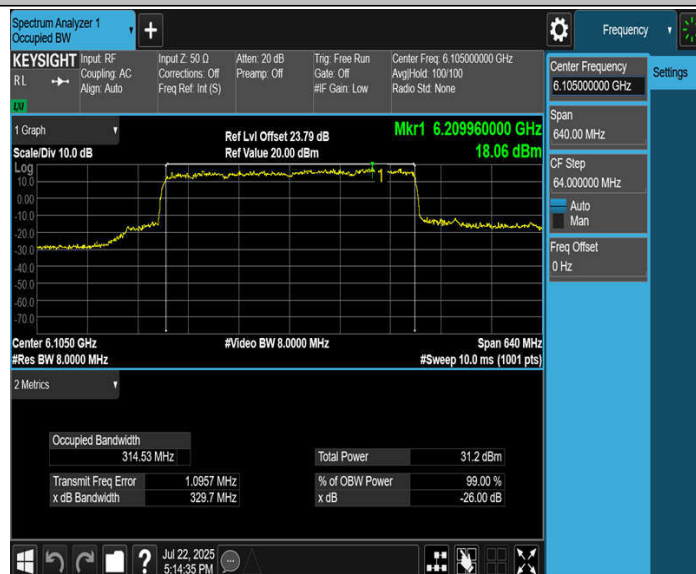 Spectrum Analyzer 1
Occupied BW
+
Frequency
KEYSIGHT
RL
LXI
Input: RF
Coupling: AC
Align: Auto
Input Z: 50 Ω
Corrections: Off
Freq Ref: Int (S)
Atten: 20 dB
Preamp: Off
Trig: Free Run
Gate: Off
#IF Gain: Low
Center Freq: 6.105000000 GHz
Avg|Hold: 100/100
Radio Std: None
Center Frequency
6.105000000 GHz
Settings
Span
640.00 MHz
CF Step
64.000000 MHz
Auto
Man
Freq Offset
0 Hz
1 Graph
Scale/Div 10.0 dB
Ref Lvl Offset 23.79 dB
Ref Value 20.00 dBm
Mkr1 6.209960000 GHz
18.06 dBm
Log
10.0
0.00
-10.0
-20.0
-30.0
-40.0
-50.0
-60.0
-70.0
1
Center 6.1050 GHz
#Video BW 8.0000 MHz
Span 640 MHz
#Res BW 8.0000 MHz
#Sweep 10.0 ms (1001 pts)
2 Metrics
Occupied Bandwidth
314.53 MHz
Total Power 31.2 dBm
Transmit Freq Error 1.0957 MHz
% of OBW Power 99.00 %
x dB Bandwidth 329.7 MHz
x dB -26.00 dB
?
Jul 22, 2025
5:14:35 PM